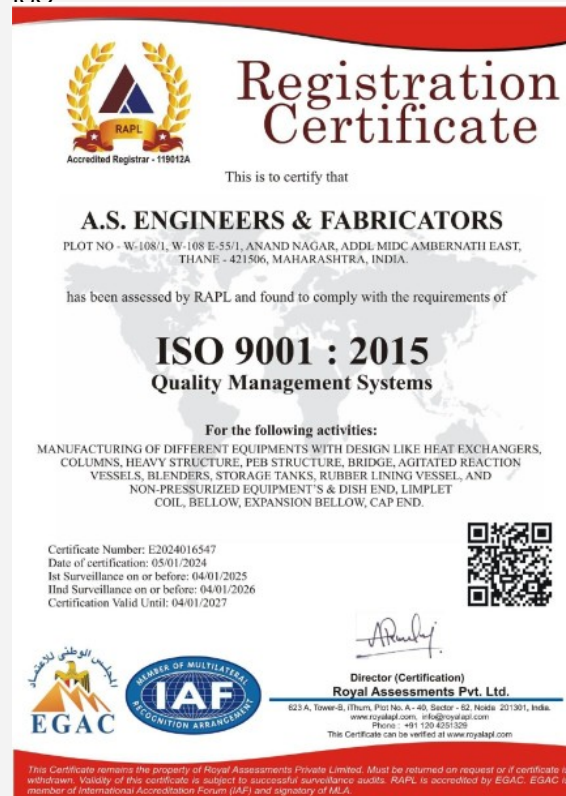 RAPL
Accredited Registrar - 119012A
Registration
Certificate
This is to certify that
A.S. ENGINEERS & FABRICATORS
PLOT NO - W-108/1, W-108 E-55/1, ANAND NAGAR, ADDL MIDC AMBERNATH EAST,
THANE - 421506, MAHARASHTRA, INDIA.
has been assessed by RAPL and found to comply with the requirements of
ISO 9001 : 2015
Quality Management Systems
For the following activities:
MANUFACTURING OF DIFFERENT EQUIPMENTS WITH DESIGN LIKE HEAT EXCHANGERS,
COLUMNS, HEAVY STRUCTURE, PEB STRUCTURE, BRIDGE, AGITATED REACTION
VESSELS, BLENDERS, STORAGE TANKS, RUBBER LINING VESSEL, AND
NON-PRESSURIZED EQUIPMENT'S & DISH END, LIMPLET
COIL, BELLOW, EXPANSION BELLOW, CAP END.
Certificate Number: E2024016547
Date of certification: 05/01/2024
Ist Surveillance on or before: 04/01/2025
IInd Surveillance on or before: 04/01/2026
Certification Valid Until: 04/01/2027
المجلس الوطني للاعتماد
EGAC
MEMBER OF MULTILATERAL
IAF
RECOGNITION ARRANGEMENT
Director (Certification)
Royal Assessments Pvt. Ltd.
623 A, Tower-B, iThum, Plot No. A - 40, Sector - 62, Noida 201301, India.
www.royalapl.com, info@royalapl.com
Phone : +91 120 4251329
This Certificate can be verified at www.royalapl.com
This Certificate remains the property of Royal Assessments Private Limited. Must be returned on request or if certificate is
withdrawn. Validity of this certificate is subject to successful surveillance audits. RAPL is accredited by EGAC. EGAC is
member of International Accreditation Forum (IAF) and signatory of MLA.